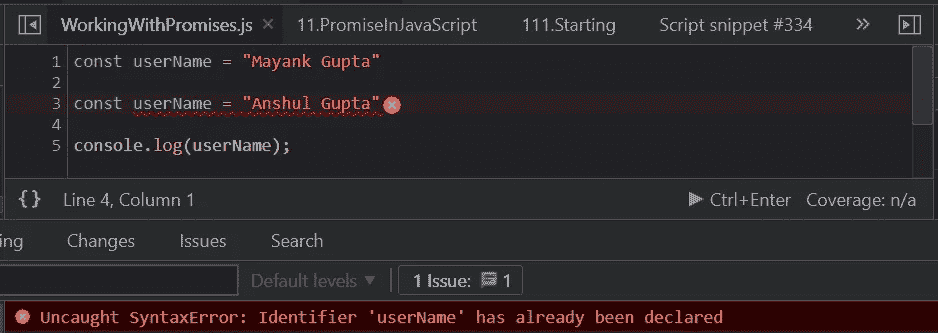 WorkingWithPromises.js × 11.PromiseInJavaScript 111.Starting Script snippet #334 »
1 const userName = "Mayank Gupta"
2
3 const userName = "Anshul Gupta"
4
5 console.log(userName);
{} Line 4, Column 1 Ctrl+Enter Coverage: n/a
ing Changes Issues Search
Default levels ▼ 1 Issue: 1
Uncaught SyntaxError: Identifier 'userName' has already been declared